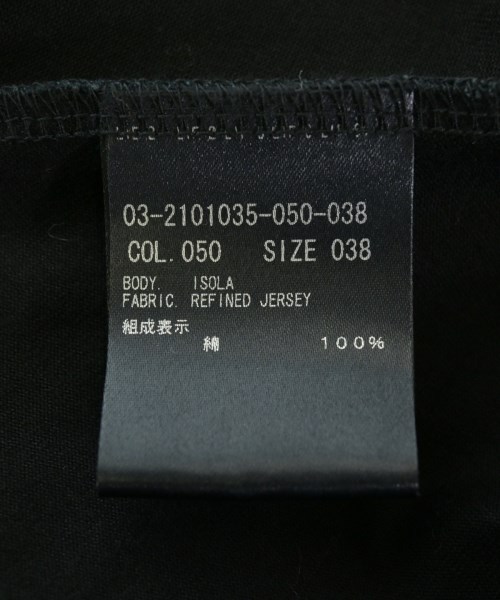 03-2101035-050-038
COL. 050 SIZE 038
BODY. ISOLA
FABRIC. REFINED JERSEY
組成表示
綿 100%